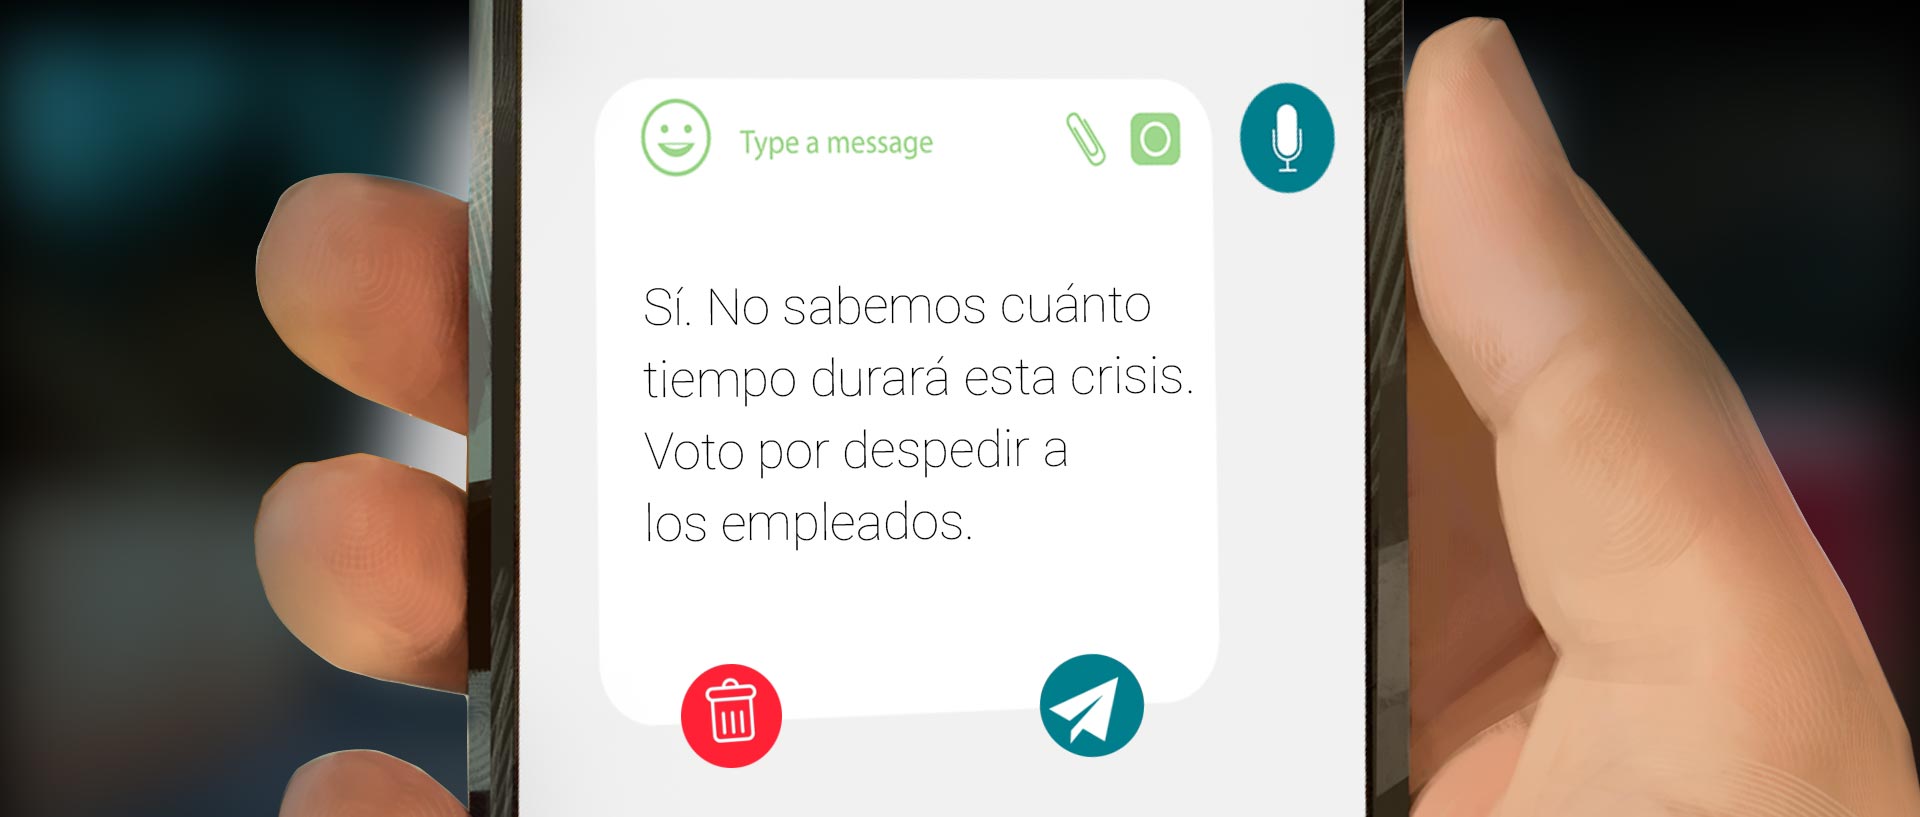 Type a message
Sí. No sabemos cuánto
tiempo durará esta crisis.
Voto por despedir a
los empleados.